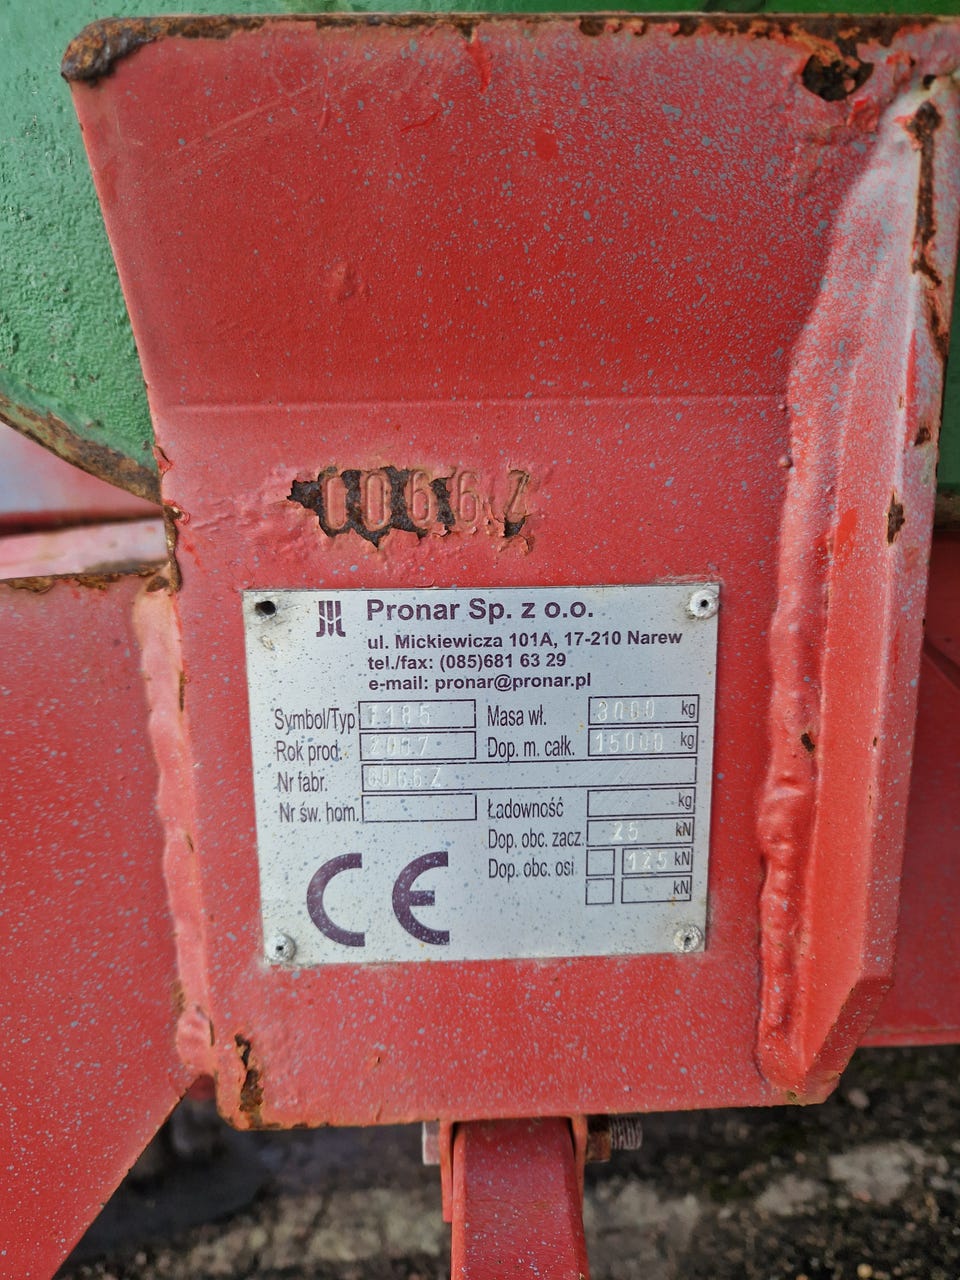 0066Z
Pronar Sp. z o.o.
ul. Mickiewicza 101A, 17-210 Narew
tel./fax: (085)681 63 29
e-mail: pronar@pronar.pl
Symbol/Typ T185 Masa wł. 3000 kg
Rok prod. 2007 Dop. m. całk. 15000 kg
Nr fabr. 0066Z
Nr św. hom. Ładowność kg
Dop. obc. zacz. 25 kN
Dop. obc. osi 125 kN
kN
CE